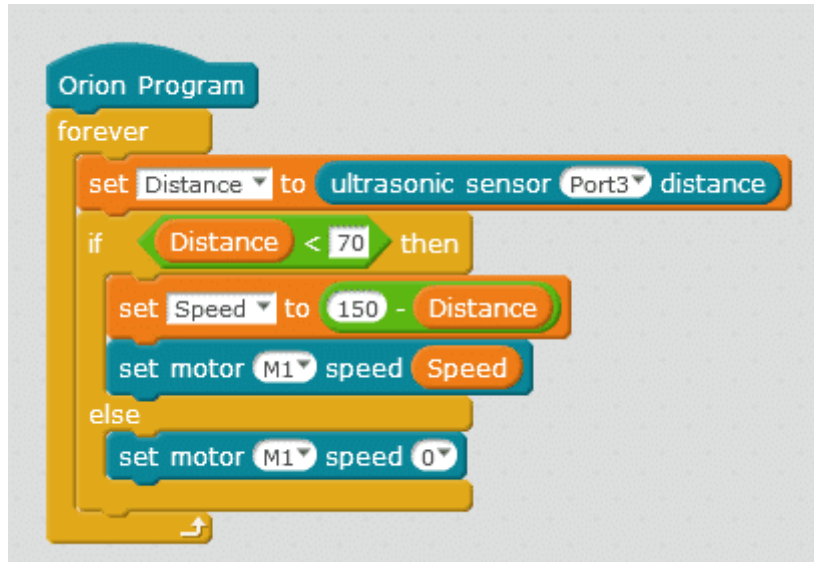 Orion Program
forever
set Distance to ultrasonic sensor Port3 distance
if Distance < 70 then
set Speed to 150 - Distance
set motor M1 speed Speed
else
set motor M1 speed 0